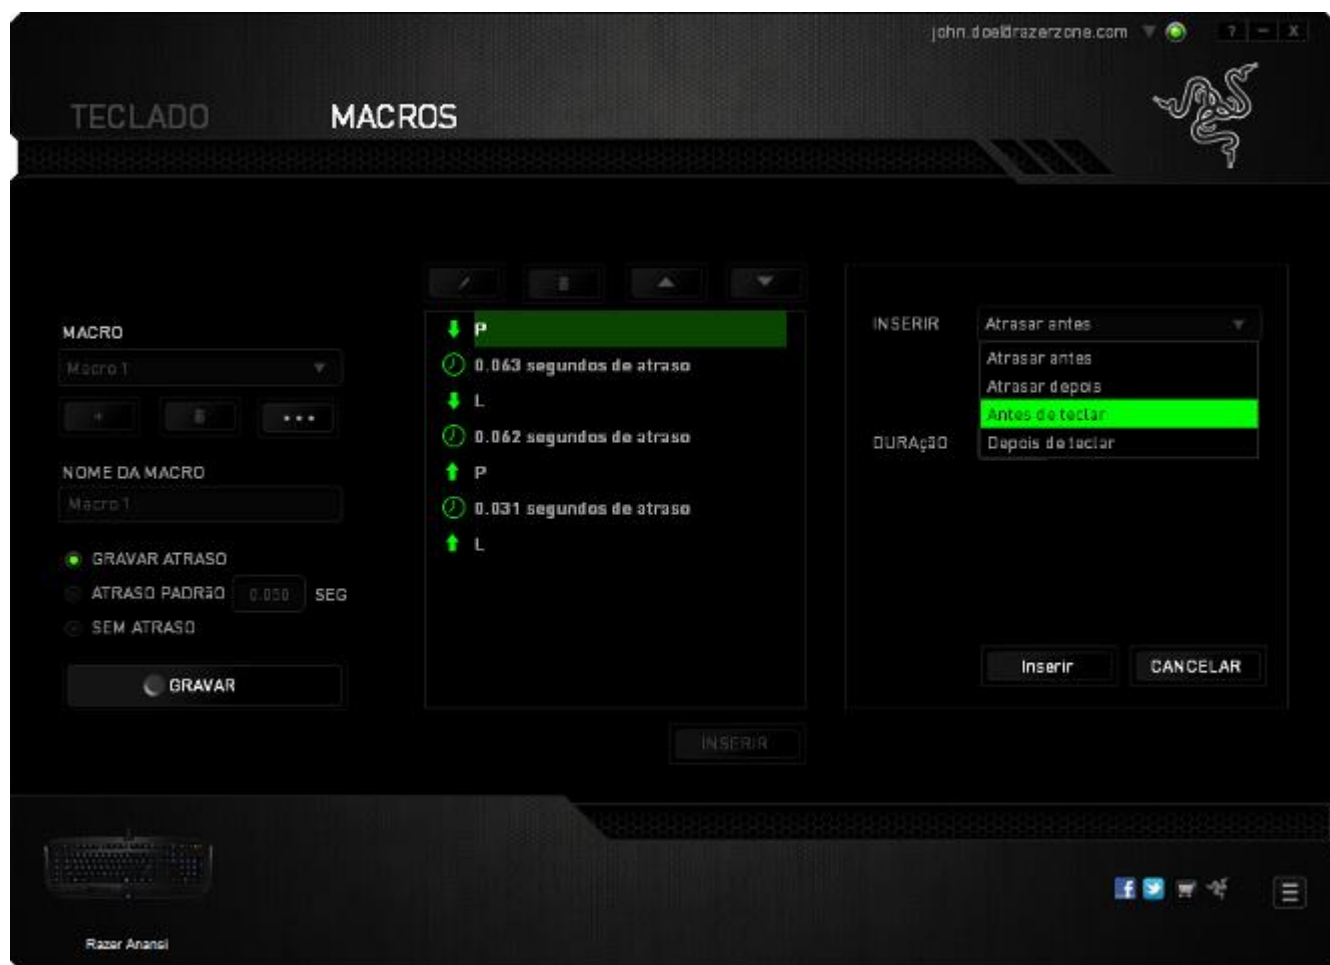 john.doe@razerzone.com
? – X
TECLADO MACROS
MACRO
Macro 1
NOME DA MACRO
Macro 1
GRAVAR ATRASO
ATRASO PADRãO 0.050 SEG
SEM ATRASO
GRAVAR
P
0.063 segundos de atraso
L
0.062 segundos de atraso
P
0.031 segundos de atraso
L
INSERIR
INSERIR Atrasar antes
Atrasar antes
Atrasar depois
Antes de teclar
Depois de teclar
DURAçãO
Inserir CANCELAR
Razer Anansi